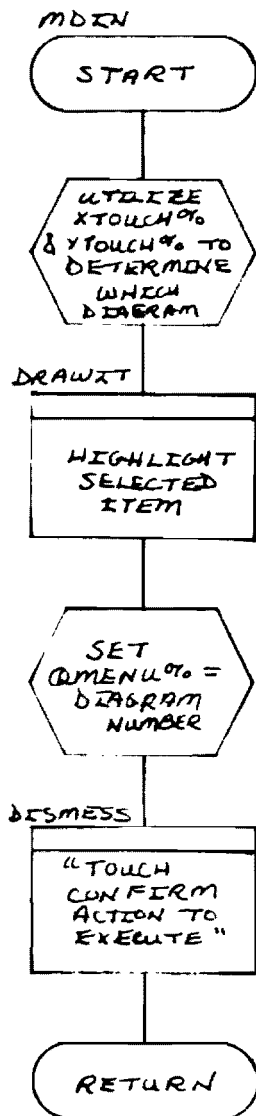 MDIN
START
UTILIZE
XTOUCH%
& YTOUCH% TO
DETERMINE
WHICH
DIAGRAM
DRAWIT
HIGHLIGHT
SELECTED
ITEM
SET
QMENU% =
DIAGRAM
NUMBER
DISMESS
"TOUCH
CONFIRM
ACTION TO
EXECUTE"
RETURN